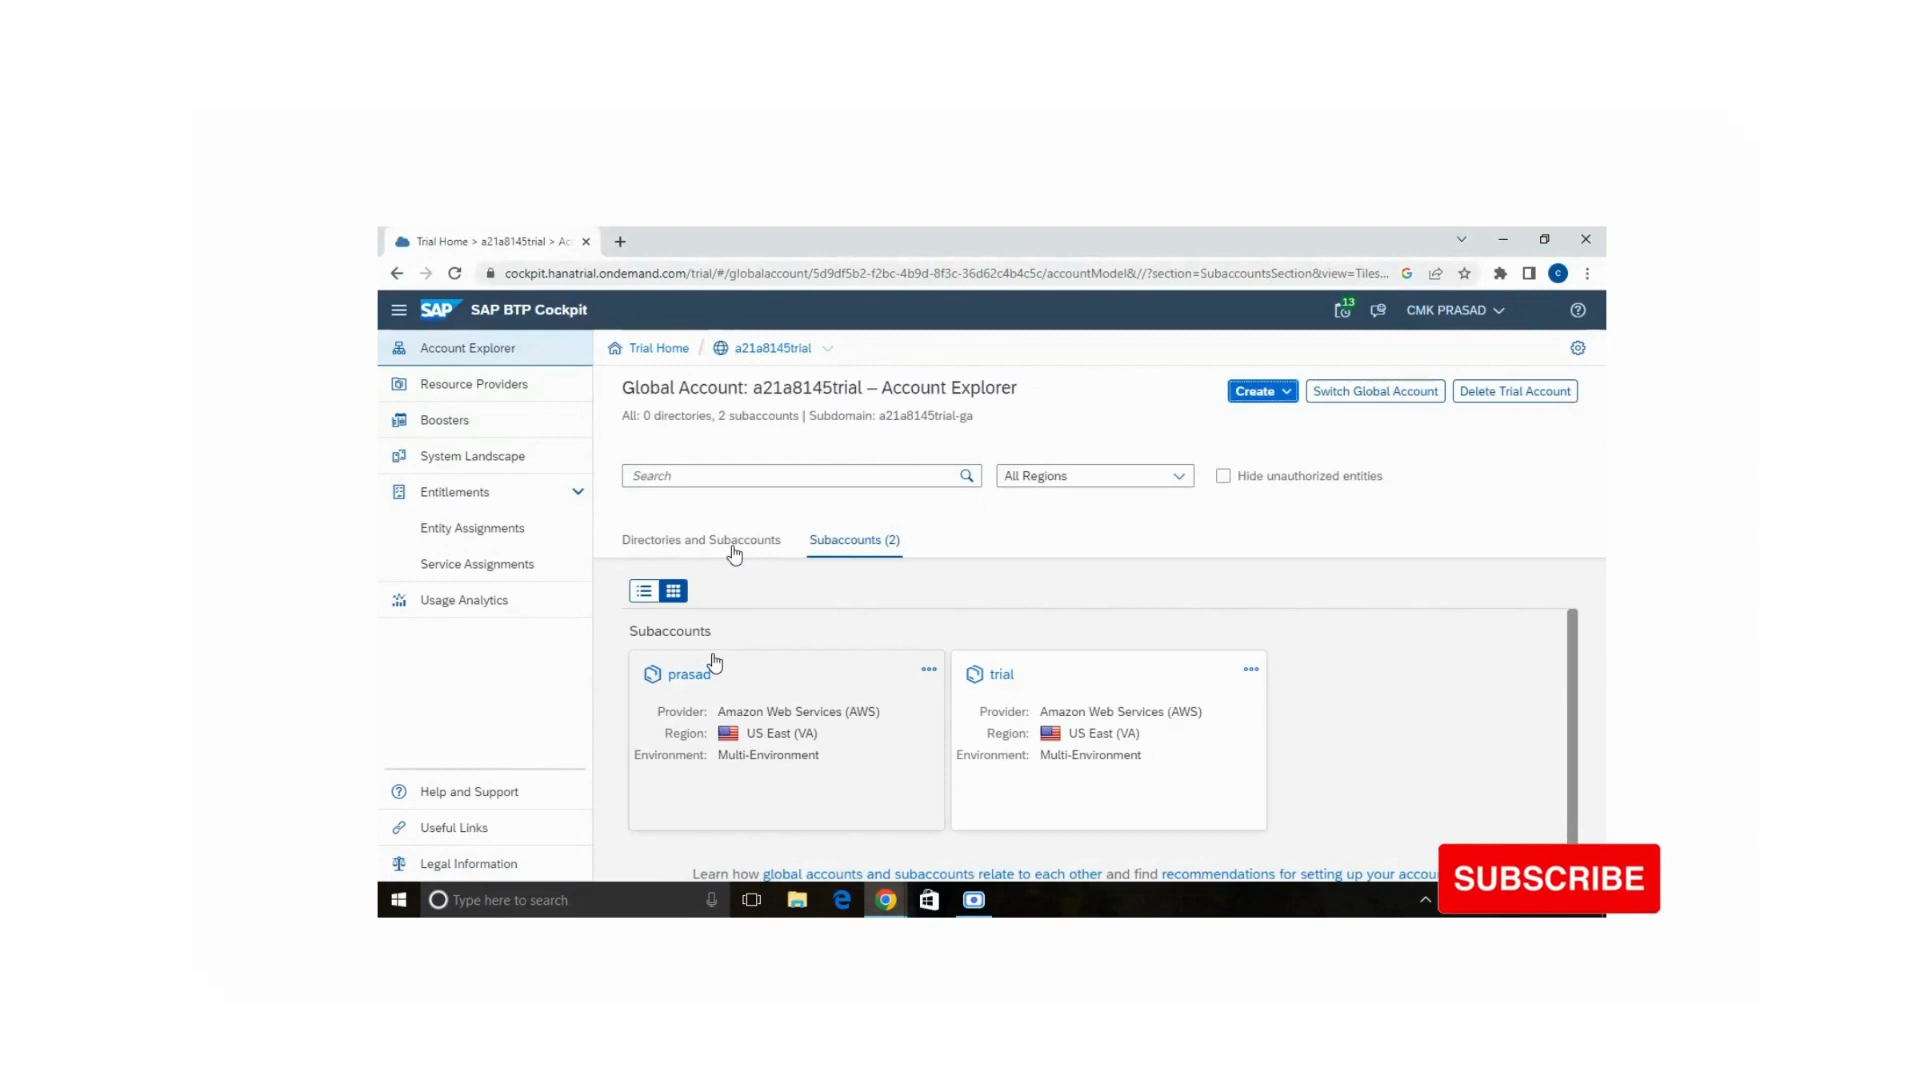 Trial Home > a21a8145trial > Ac
cockpit.hanatrial.ondemand.com/trial/#/globalaccount/5d9df5b2-f2bc-4b9d-8f3c-36d62c4b4c5c/accountModel&//?section=SubaccountsSection&view=Tiles...
SAP SAP BTP Cockpit
13
CMK PRASAD
Account Explorer
Resource Providers
Boosters
System Landscape
Entitlements
Entity Assignments
Service Assignments
Usage Analytics
Help and Support
Useful Links
Legal Information
Trial Home / a21a8145trial
Global Account: a21a8145trial – Account Explorer
Create
Switch Global Account
Delete Trial Account
All: 0 directories, 2 subaccounts | Subdomain: a21a8145trial-ga
Search
All Regions
Hide unauthorized entities
Directories and Subaccounts
Subaccounts (2)
Subaccounts
prasad
Provider: Amazon Web Services (AWS)
Region: US East (VA)
Environment: Multi-Environment
trial
Provider: Amazon Web Services (AWS)
Region: US East (VA)
Environment: Multi-Environment
Learn how global accounts and subaccounts relate to each other and find recommendations for setting up your accou
SUBSCRIBE
Type here to search